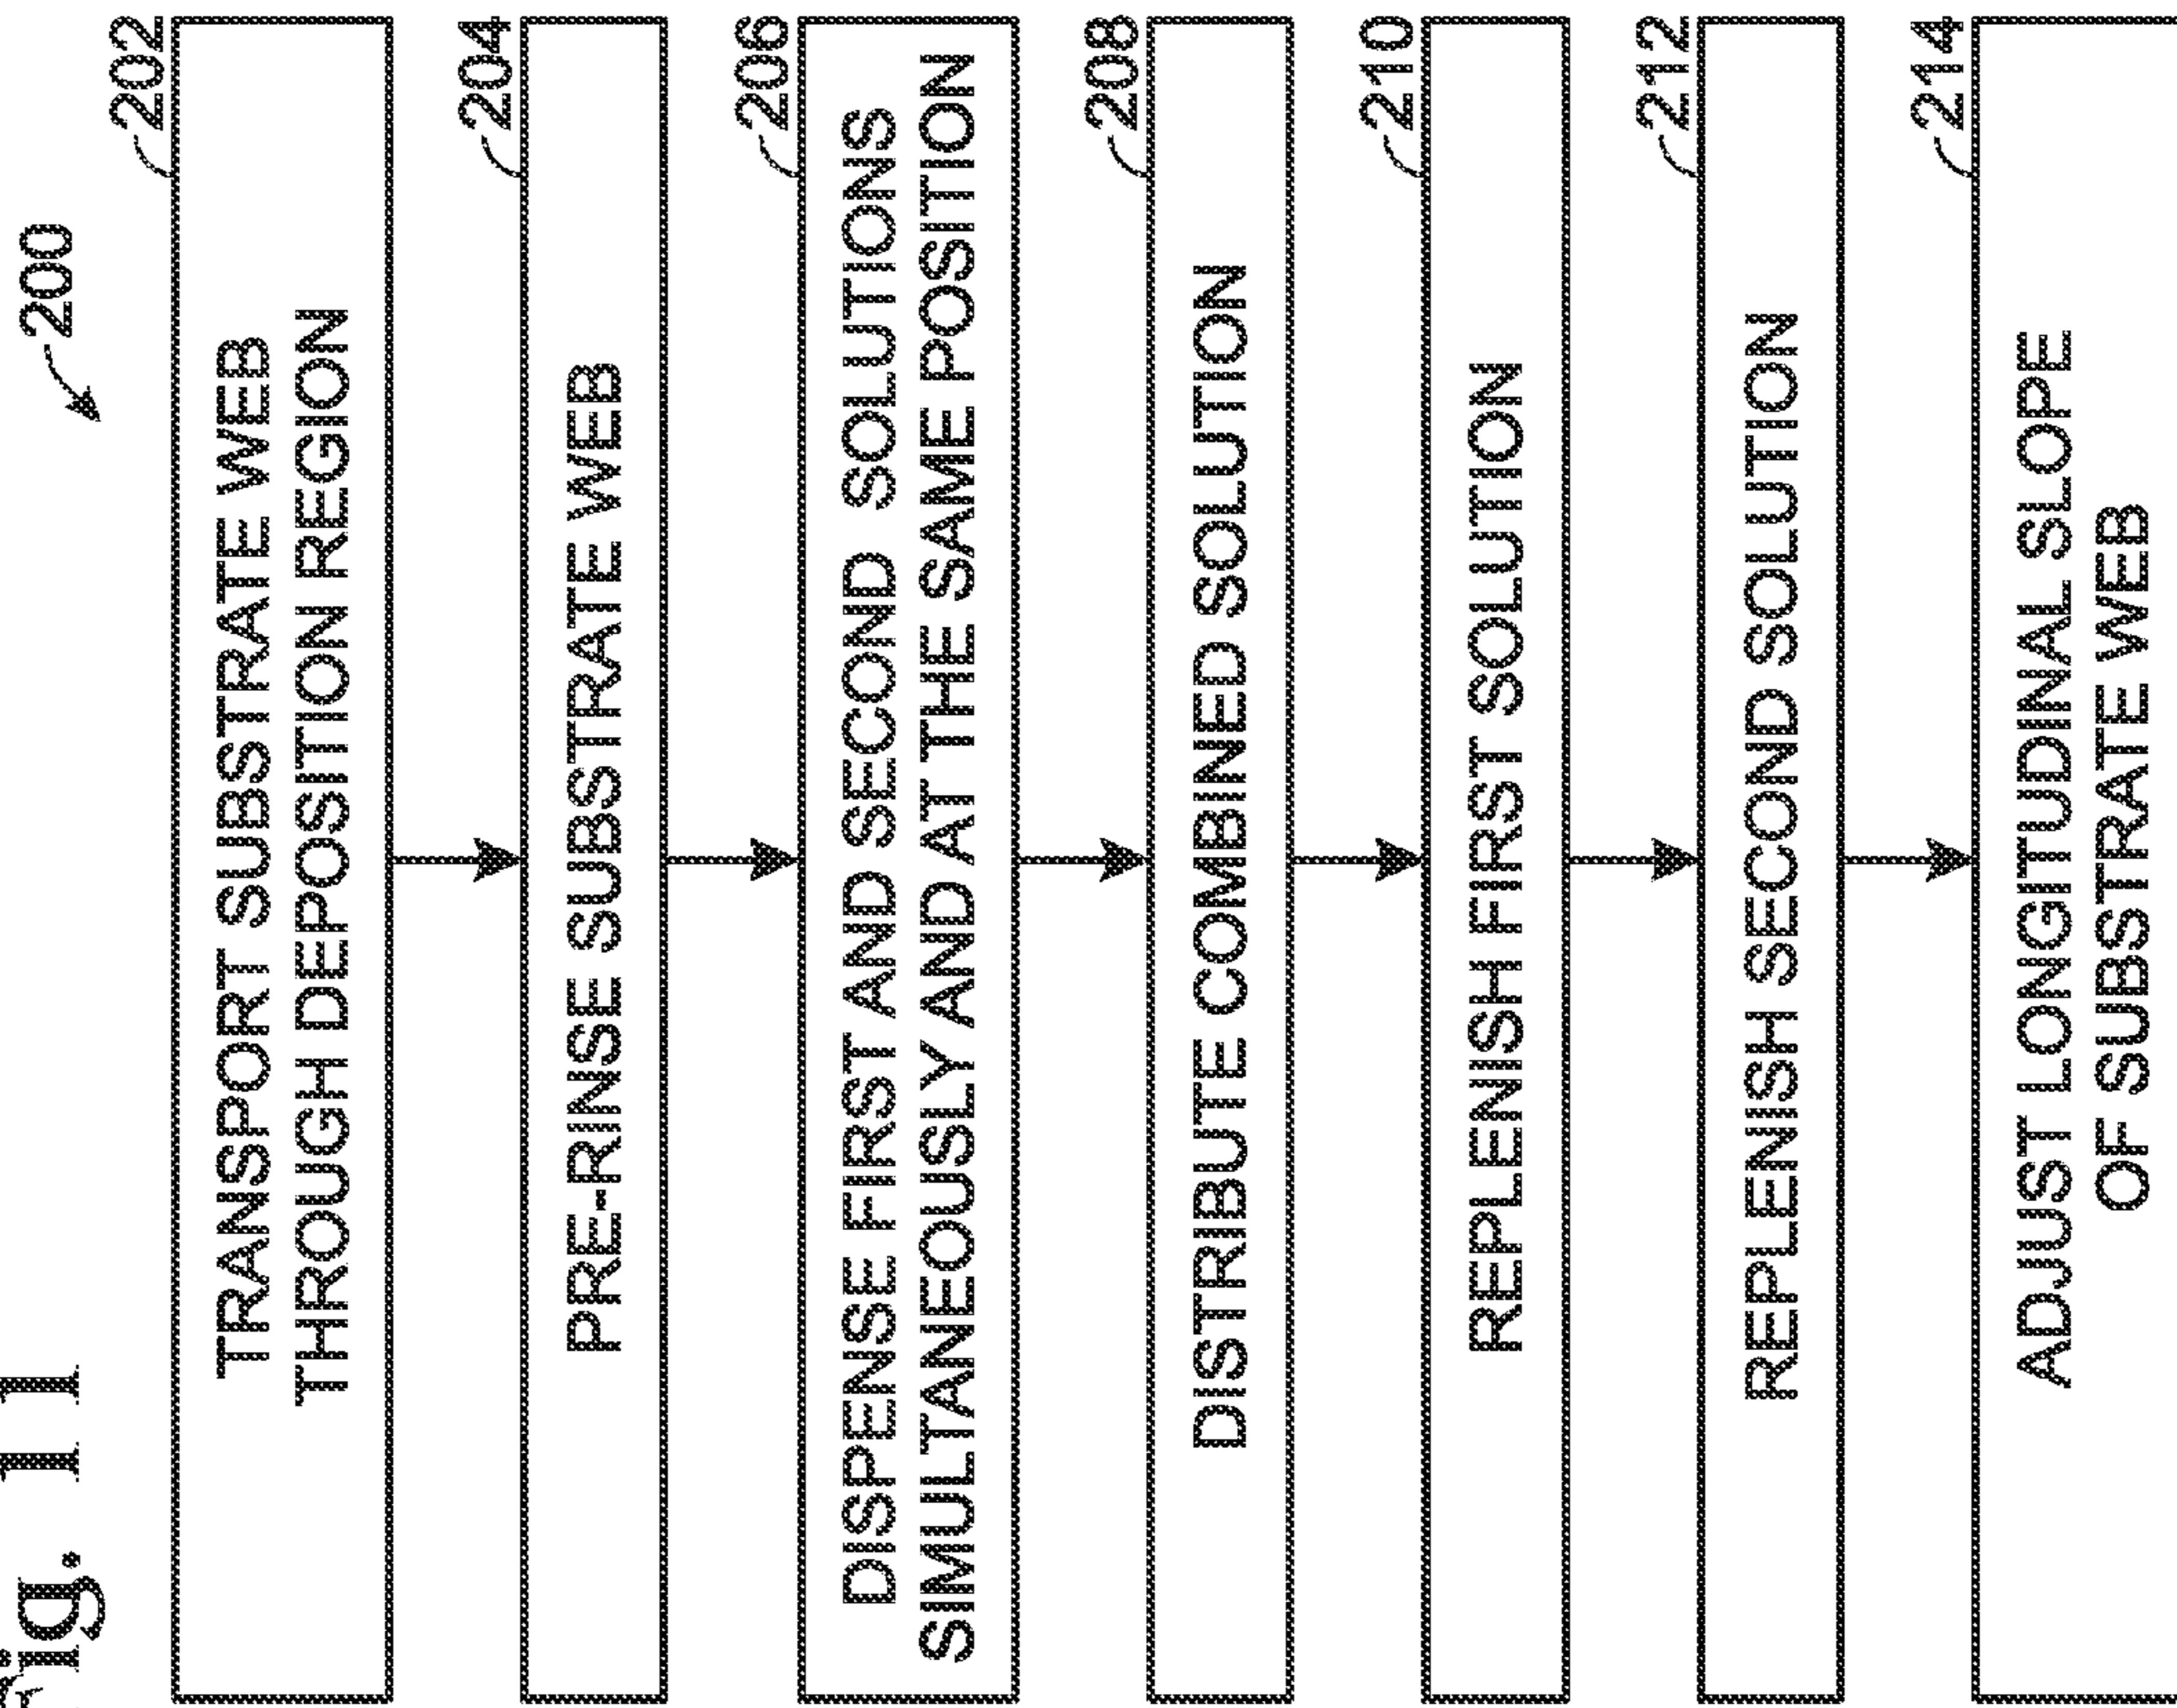 Fig. 11
200
202
TRANSPORT SUBSTRATE WEB
THROUGH DEPOSITION REGION
204
PRE-RINSE SUBSTRATE WEB
206
DISPENSE FIRST AND SECOND SOLUTIONS
SIMULTANEOUSLY AND AT THE SAME POSITION
208
DISTRIBUTE COMBINED SOLUTION
210
REPLENISH FIRST SOLUTION
212
REPLENISH SECOND SOLUTION
214
ADJUST LONGITUDINAL SLOPE
OF SUBSTRATE WEB